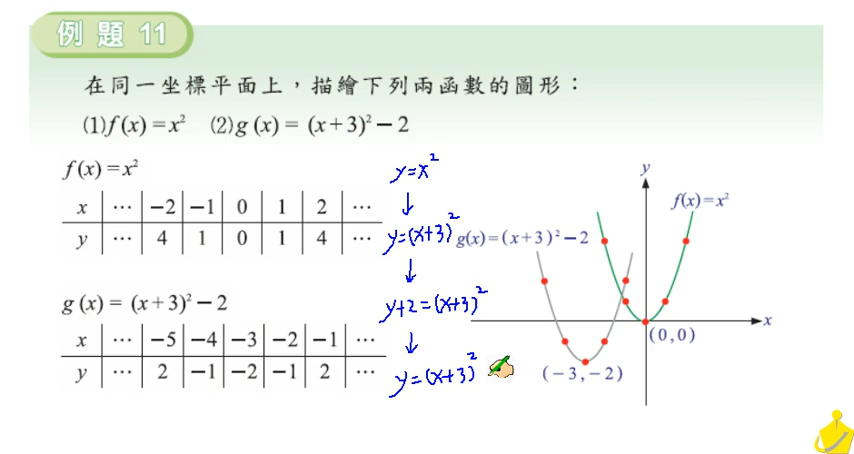 例題 11
在同一坐標平面上，描繪下列兩函數的圖形：
(1)f(x)=x² (2)g(x)=(x+3)²−2
f(x)=x²
x ⋯ −2 −1 0 1 2 ⋯
y ⋯ 4 1 0 1 4 ⋯
g(x)=(x+3)²−2
x ⋯ −5 −4 −3 −2 −1 ⋯
y ⋯ 2 −1 −2 −1 2 ⋯
y=x²
↓
y=(x+3)²
↓
y+2=(x+3)²
↓
y=(x+3)²
y
f(x)=x²
g(x)=(x+3)²−2
x
(0,0)
(−3,−2)